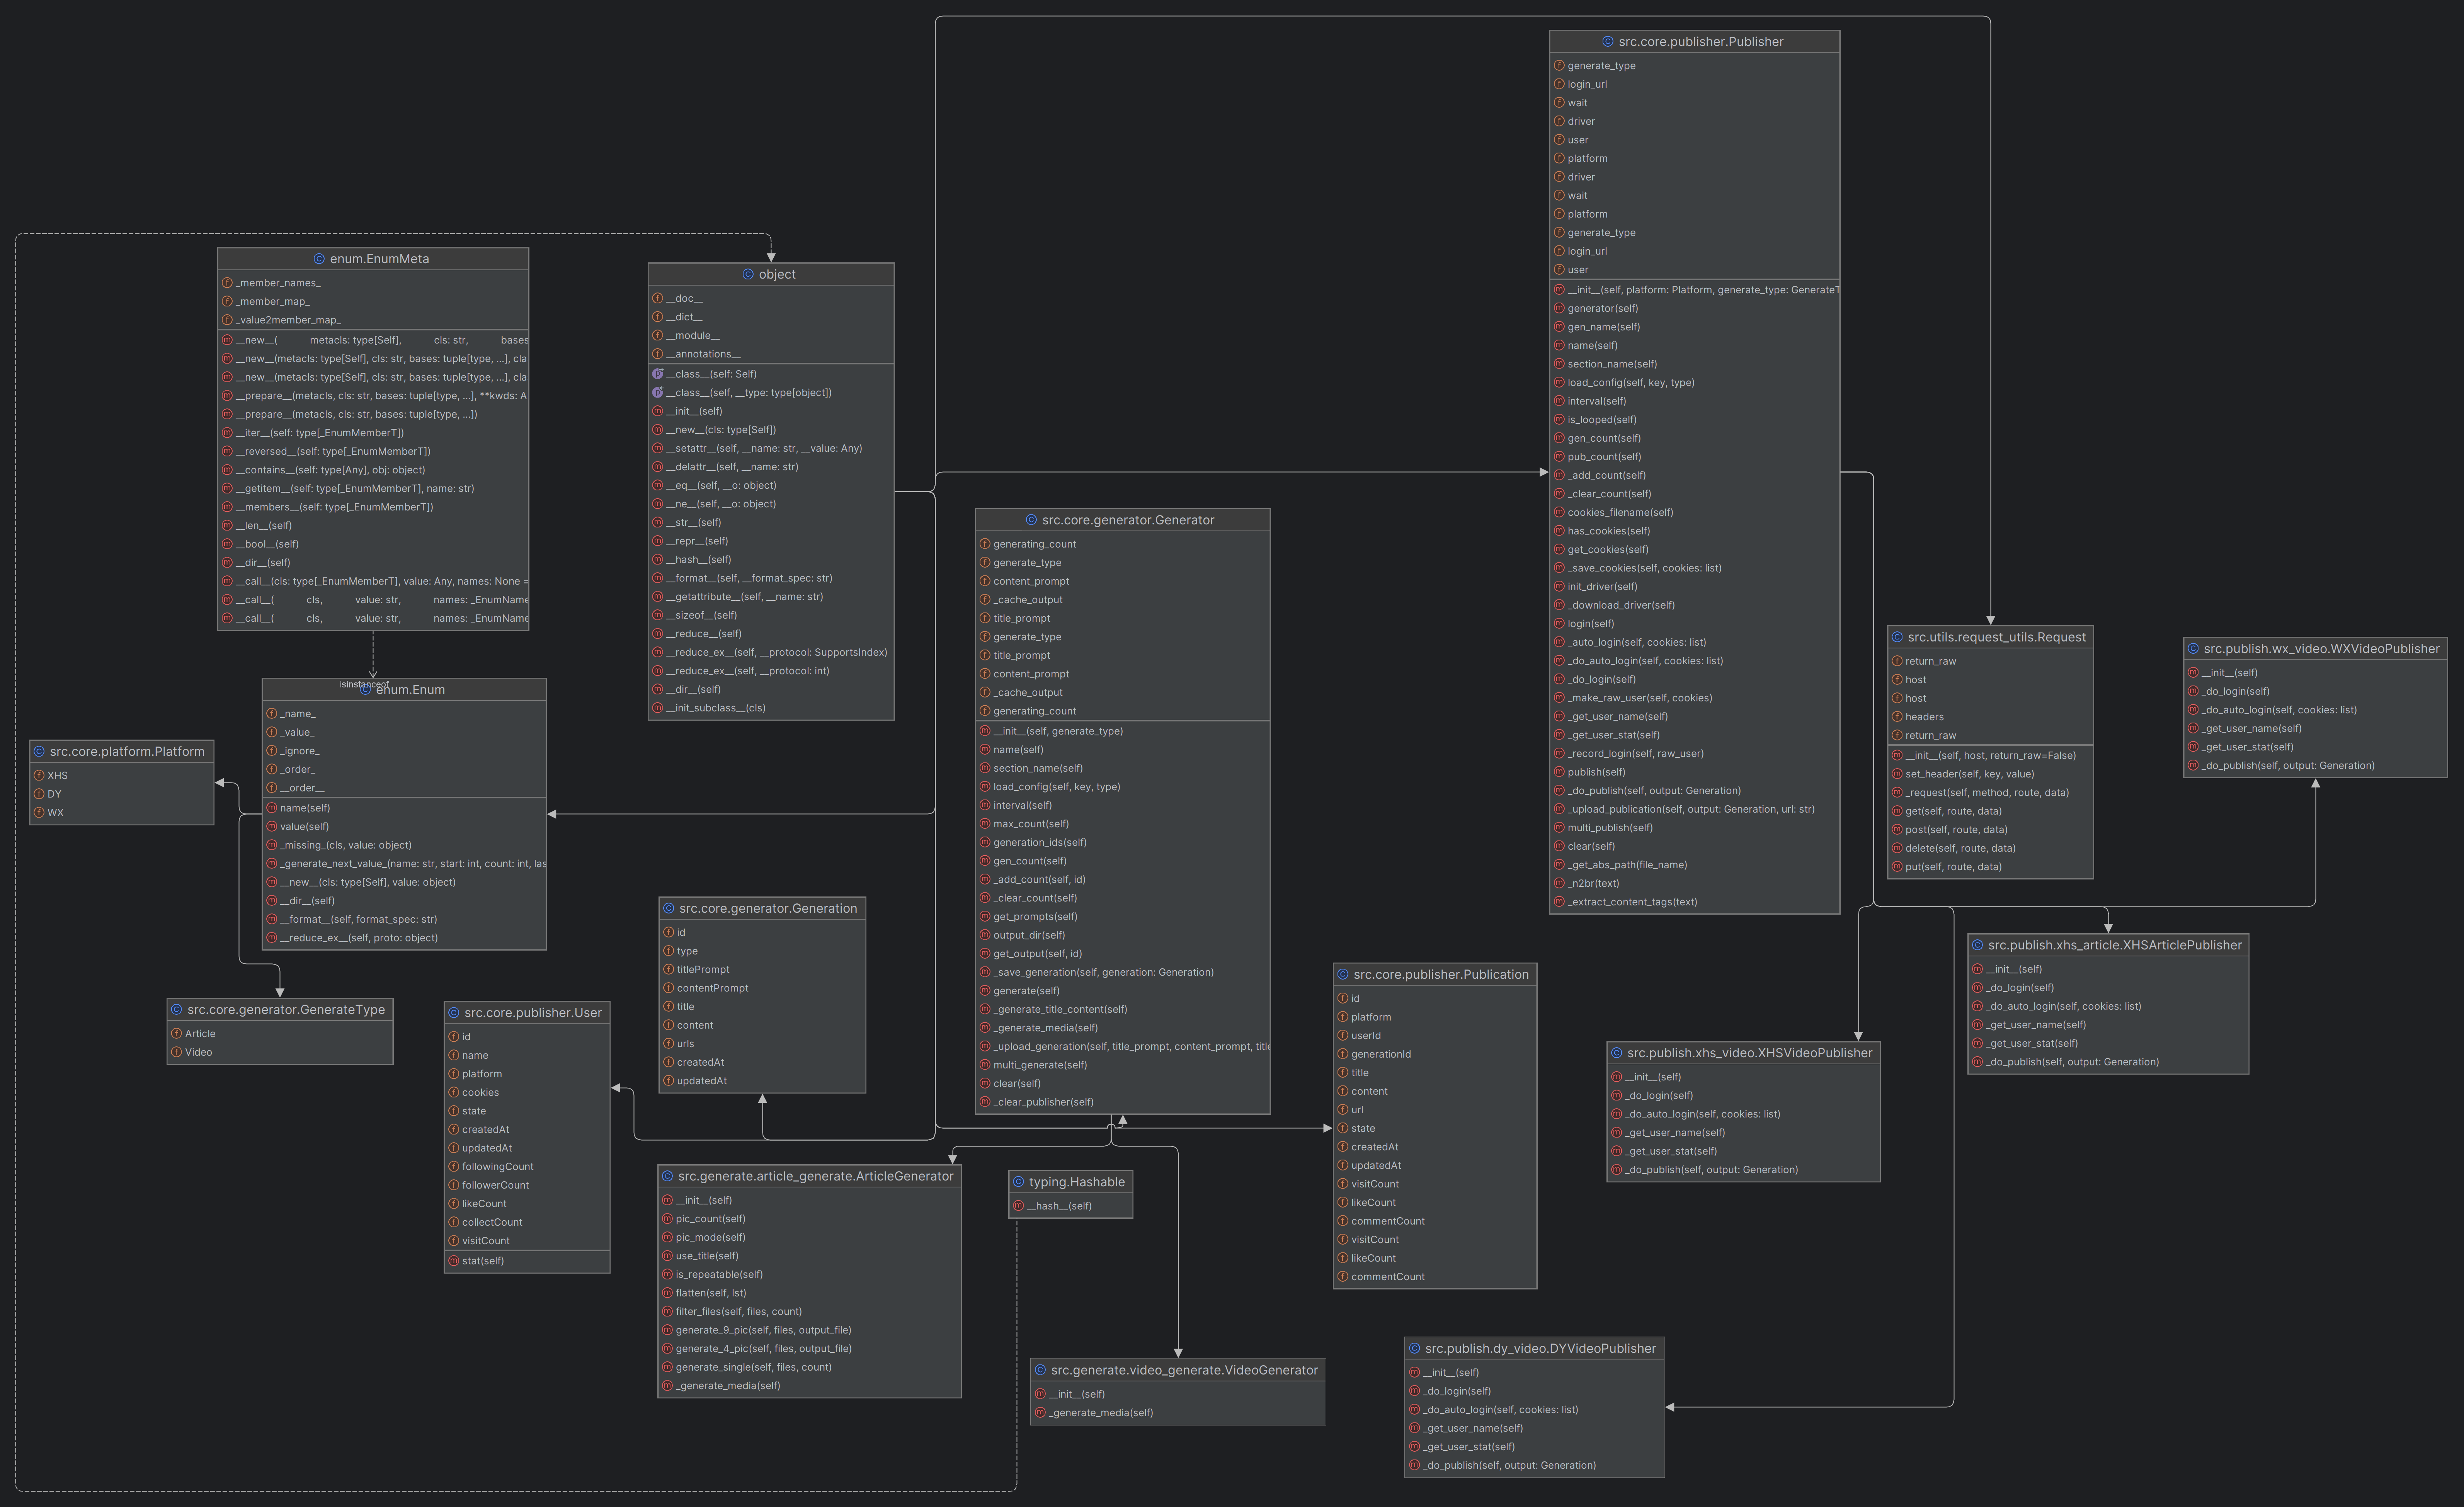 src.core.publisher.Publisher
generate_type
login_url
wait
driver
user
platform
driver
wait
platform
generate_type
login_url
user
__init__(self, platform: Platform, generate_type: GenerateT
generator(self)
gen_name(self)
name(self)
section_name(self)
load_config(self, key, type)
interval(self)
is_looped(self)
gen_count(self)
pub_count(self)
_add_count(self)
_clear_count(self)
cookies_filename(self)
has_cookies(self)
get_cookies(self)
_save_cookies(self, cookies: list)
init_driver(self)
_download_driver(self)
login(self)
_auto_login(self, cookies: list)
_do_auto_login(self, cookies: list)
_do_login(self)
_make_raw_user(self, cookies)
_get_user_name(self)
_get_user_stat(self)
_record_login(self, raw_user)
publish(self)
_do_publish(self, output: Generation)
_upload_publication(self, output: Generation, url: str)
multi_publish(self)
clear(self)
_get_abs_path(file_name)
_n2br(text)
_extract_content_tags(text)
enum.EnumMeta
_member_names_
_member_map_
_value2member_map_
__new__( metacls: type[Self], cls: str, bases
__new__(metacls: type[Self], cls: str, bases: tuple[type, ...], cla
__new__(metacls: type[Self], cls: str, bases: tuple[type, ...], cla
__prepare__(metacls, cls: str, bases: tuple[type, ...], **kwds: A
__prepare__(metacls, cls: str, bases: tuple[type, ...])
__iter__(self: type[_EnumMemberT])
__reversed__(self: type[_EnumMemberT])
__contains__(self: type[Any], obj: object)
__getitem__(self: type[_EnumMemberT], name: str)
__members__(self: type[_EnumMemberT])
__len__(self)
__bool__(self)
__dir__(self)
__call__(cls: type[_EnumMemberT], value: Any, names: None =
__call__( cls, value: str, names: _EnumName
__call__( cls, value: str, names: _EnumName
object
__doc__
__dict__
__module__
__annotations__
__class__(self: Self)
__class__(self, __type: type[object])
__init__(self)
__new__(cls: type[Self])
__setattr__(self, __name: str, __value: Any)
__delattr__(self, __name: str)
__eq__(self, __o: object)
__ne__(self, __o: object)
__str__(self)
__repr__(self)
__hash__(self)
__format__(self, __format_spec: str)
__getattribute__(self, __name: str)
__sizeof__(self)
__reduce__(self)
__reduce_ex__(self, __protocol: SupportsIndex)
__reduce_ex__(self, __protocol: int)
__dir__(self)
__init_subclass__(cls)
src.core.generator.Generator
generating_count
generate_type
content_prompt
_cache_output
title_prompt
generate_type
title_prompt
content_prompt
_cache_output
generating_count
__init__(self, generate_type)
name(self)
section_name(self)
load_config(self, key, type)
interval(self)
max_count(self)
generation_ids(self)
gen_count(self)
_add_count(self, id)
_clear_count(self)
get_prompts(self)
output_dir(self)
get_output(self, id)
_save_generation(self, generation: Generation)
generate(self)
_generate_title_content(self)
_generate_media(self)
_upload_generation(self, title_prompt, content_prompt, title
multi_generate(self)
clear(self)
_clear_publisher(self)
src.utils.request_utils.Request
return_raw
host
host
headers
return_raw
__init__(self, host, return_raw=False)
set_header(self, key, value)
_request(self, method, route, data)
get(self, route, data)
post(self, route, data)
delete(self, route, data)
put(self, route, data)
src.publish.wx_video.WXVideoPublisher
__init__(self)
_do_login(self)
_do_auto_login(self, cookies: list)
_get_user_name(self)
_get_user_stat(self)
_do_publish(self, output: Generation)
isinstanceof
enum.Enum
_name_
_value_
_ignore_
_order_
__order__
name(self)
value(self)
_missing_(cls, value: object)
_generate_next_value_(name: str, start: int, count: int, las
__new__(cls: type[Self], value: object)
__dir__(self)
__format__(self, format_spec: str)
__reduce_ex__(self, proto: object)
src.core.platform.Platform
XHS
DY
WX
src.core.generator.Generation
id
type
titlePrompt
contentPrompt
title
content
urls
createdAt
updatedAt
src.publish.xhs_article.XHSArticlePublisher
__init__(self)
_do_login(self)
_do_auto_login(self, cookies: list)
_get_user_name(self)
_get_user_stat(self)
_do_publish(self, output: Generation)
src.core.publisher.Publication
id
platform
userId
generationId
title
content
url
state
createdAt
updatedAt
visitCount
likeCount
commentCount
visitCount
likeCount
commentCount
src.core.generator.GenerateType
Article
Video
src.core.publisher.User
id
name
platform
cookies
state
createdAt
updatedAt
followingCount
followerCount
likeCount
collectCount
visitCount
stat(self)
src.publish.xhs_video.XHSVideoPublisher
__init__(self)
_do_login(self)
_do_auto_login(self, cookies: list)
_get_user_name(self)
_get_user_stat(self)
_do_publish(self, output: Generation)
src.generate.article_generate.ArticleGenerator
__init__(self)
pic_count(self)
pic_mode(self)
use_title(self)
is_repeatable(self)
flatten(self, lst)
filter_files(self, files, count)
generate_9_pic(self, files, output_file)
generate_4_pic(self, files, output_file)
generate_single(self, files, count)
_generate_media(self)
typing.Hashable
__hash__(self)
src.generate.video_generate.VideoGenerator
__init__(self)
_generate_media(self)
src.publish.dy_video.DYVideoPublisher
__init__(self)
_do_login(self)
_do_auto_login(self, cookies: list)
_get_user_name(self)
_get_user_stat(self)
_do_publish(self, output: Generation)